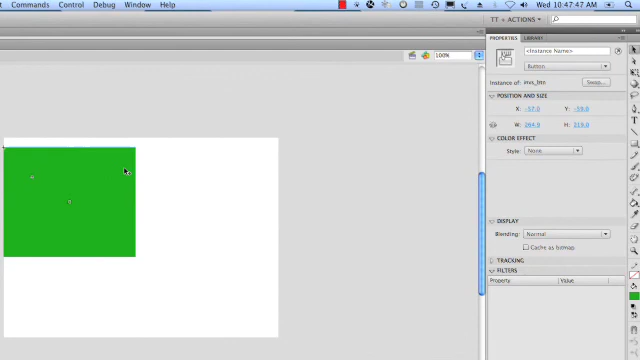 Commands Control Debug Window Help
Wed 10:47:47 AM
TT + ACTIONS
100%
PROPERTIES LIBRARY
<Instance Name>
Button
Instance of: invs_btn Swap...
POSITION AND SIZE
X: -57.0 Y: -59.0
W: 264.9 H: 219.0
COLOR EFFECT
Style: None
DISPLAY
Blending: Normal
Cache as bitmap
TRACKING
FILTERS
Property Value